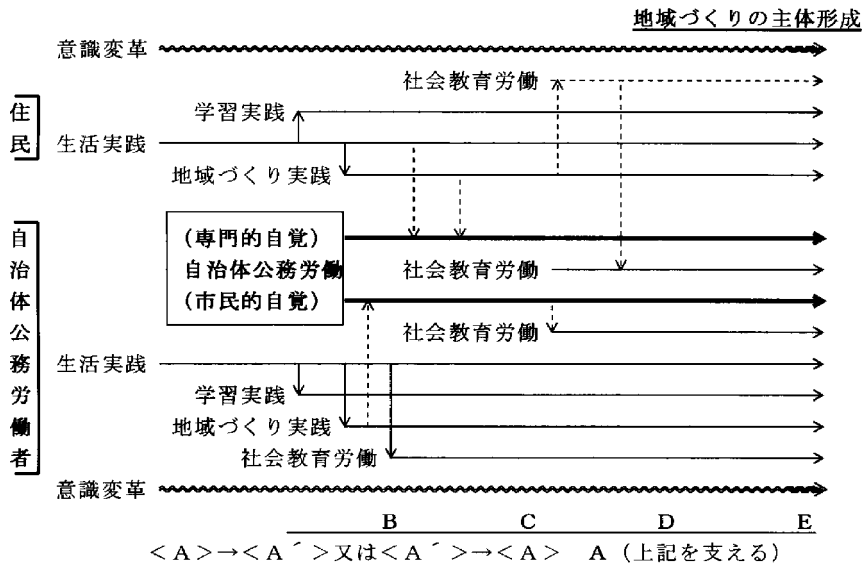 地域づくりの主体形成
意識変革
社会教育労働
学習実践
住民
生活実践
地域づくり実践
自治体公務労働者
(専門的自覚)
自治体公務労働
社会教育労働
(市民的自覚)
社会教育労働
生活実践
学習実践
地域づくり実践
社会教育労働
意識変革
B C D E
<A>→<A´>又は<A´>→<A> A (上記を支える)